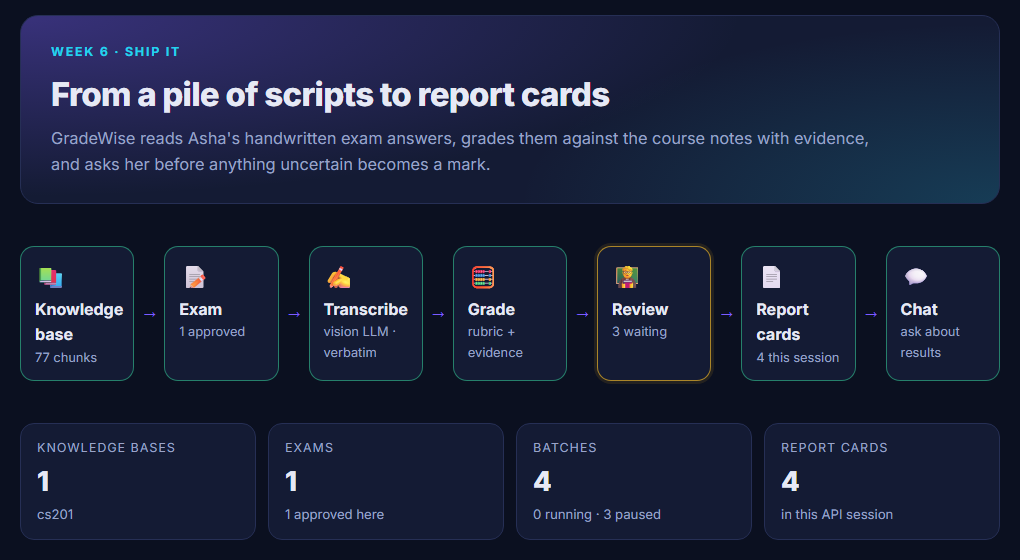 WEEK 6 · SHIP IT
From a pile of scripts to report cards
GradeWise reads Asha's handwritten exam answers, grades them against the course notes with evidence,
and asks her before anything uncertain becomes a mark.
Knowledge
base
77 chunks
→
Exam
1 approved
→
Transcribe
vision LLM ·
verbatim
→
Grade
rubric +
evidence
→
Review
3 waiting
→
Report
cards
4 this session
→
Chat
ask about
results
KNOWLEDGE BASES
1
cs201
EXAMS
1
1 approved here
BATCHES
4
0 running · 3 paused
REPORT CARDS
4
in this API session